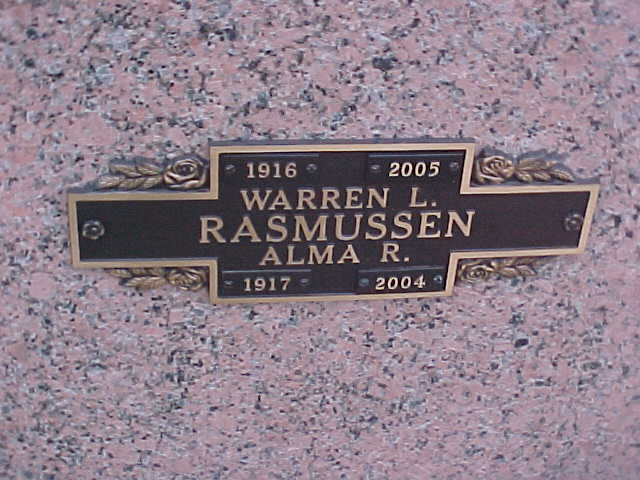 1916 2005
WARREN L.
RASMUSSEN
ALMA R.
1917 2004